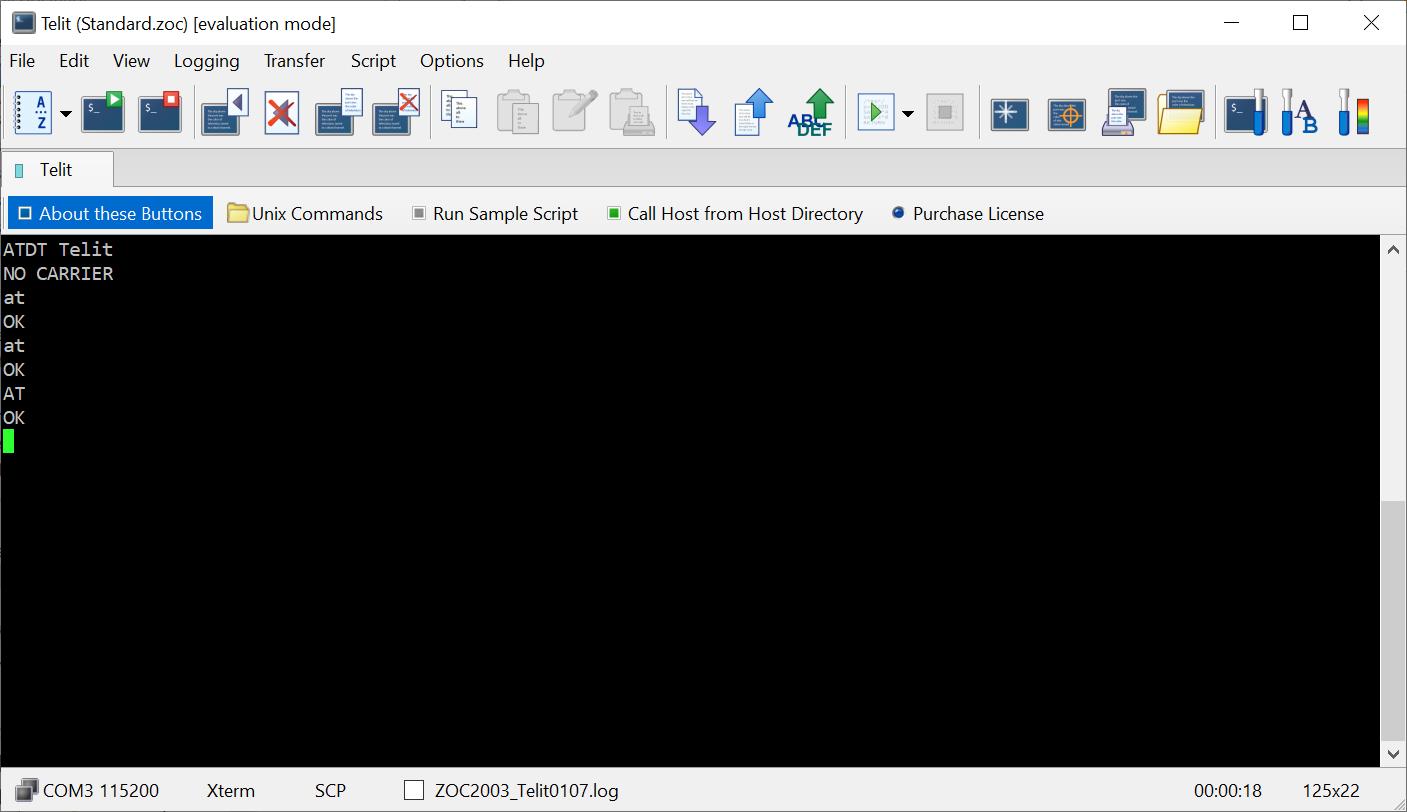 Telit (Standard.zoc) [evaluation mode]
File Edit View Logging Transfer Script Options Help
Telit
About these Buttons Unix Commands Run Sample Script Call Host from Host Directory Purchase License
ATDT Telit
NO CARRIER
at
OK
at
OK
AT
OK
COM3 115200 Xterm SCP ZOC2003_Telit0107.log 00:00:18 125x22